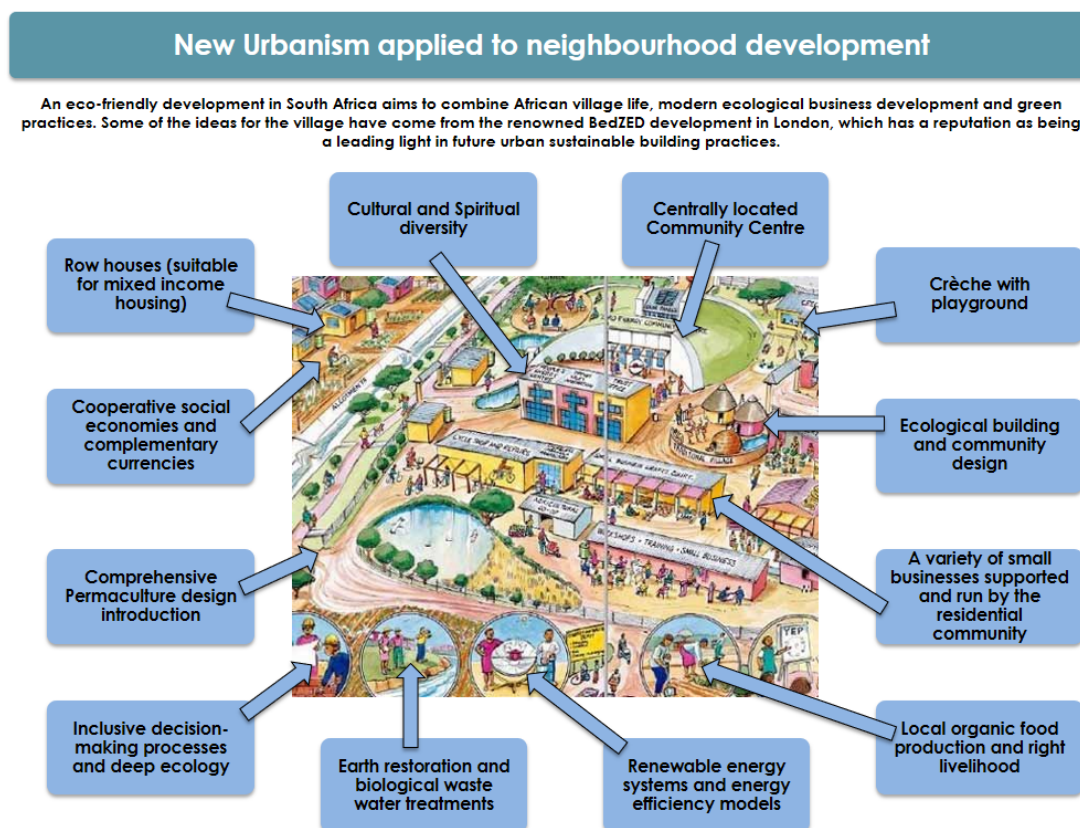 New Urbanism applied to neighbourhood development
An eco-friendly development in South Africa aims to combine African village life, modern ecological business development and green
practices. Some of the ideas for the village have come from the renowned BedZED development in London, which has a reputation as being
a leading light in future urban sustainable building practices.
Cultural and Spiritual
diversity
Centrally located
Community Centre
Row houses (suitable
for mixed income
housing)
Crèche with
playground
Cooperative social
economies and
complementary
currencies
Ecological building
and community
design
Comprehensive
Permaculture design
introduction
A variety of small
businesses supported
and run by the
residential
community
Inclusive decision-
making processes
and deep ecology
Earth restoration and
biological waste
water treatments
Renewable energy
systems and energy
efficiency models
Local organic food
production and right
livelihood
ALLOTMENTS
CYCLE SHOP AND REPAIRS
AGRICULTURAL
CO-OP
WORKSHOPS • TRAINING • SMALL BUSINESS
YEP